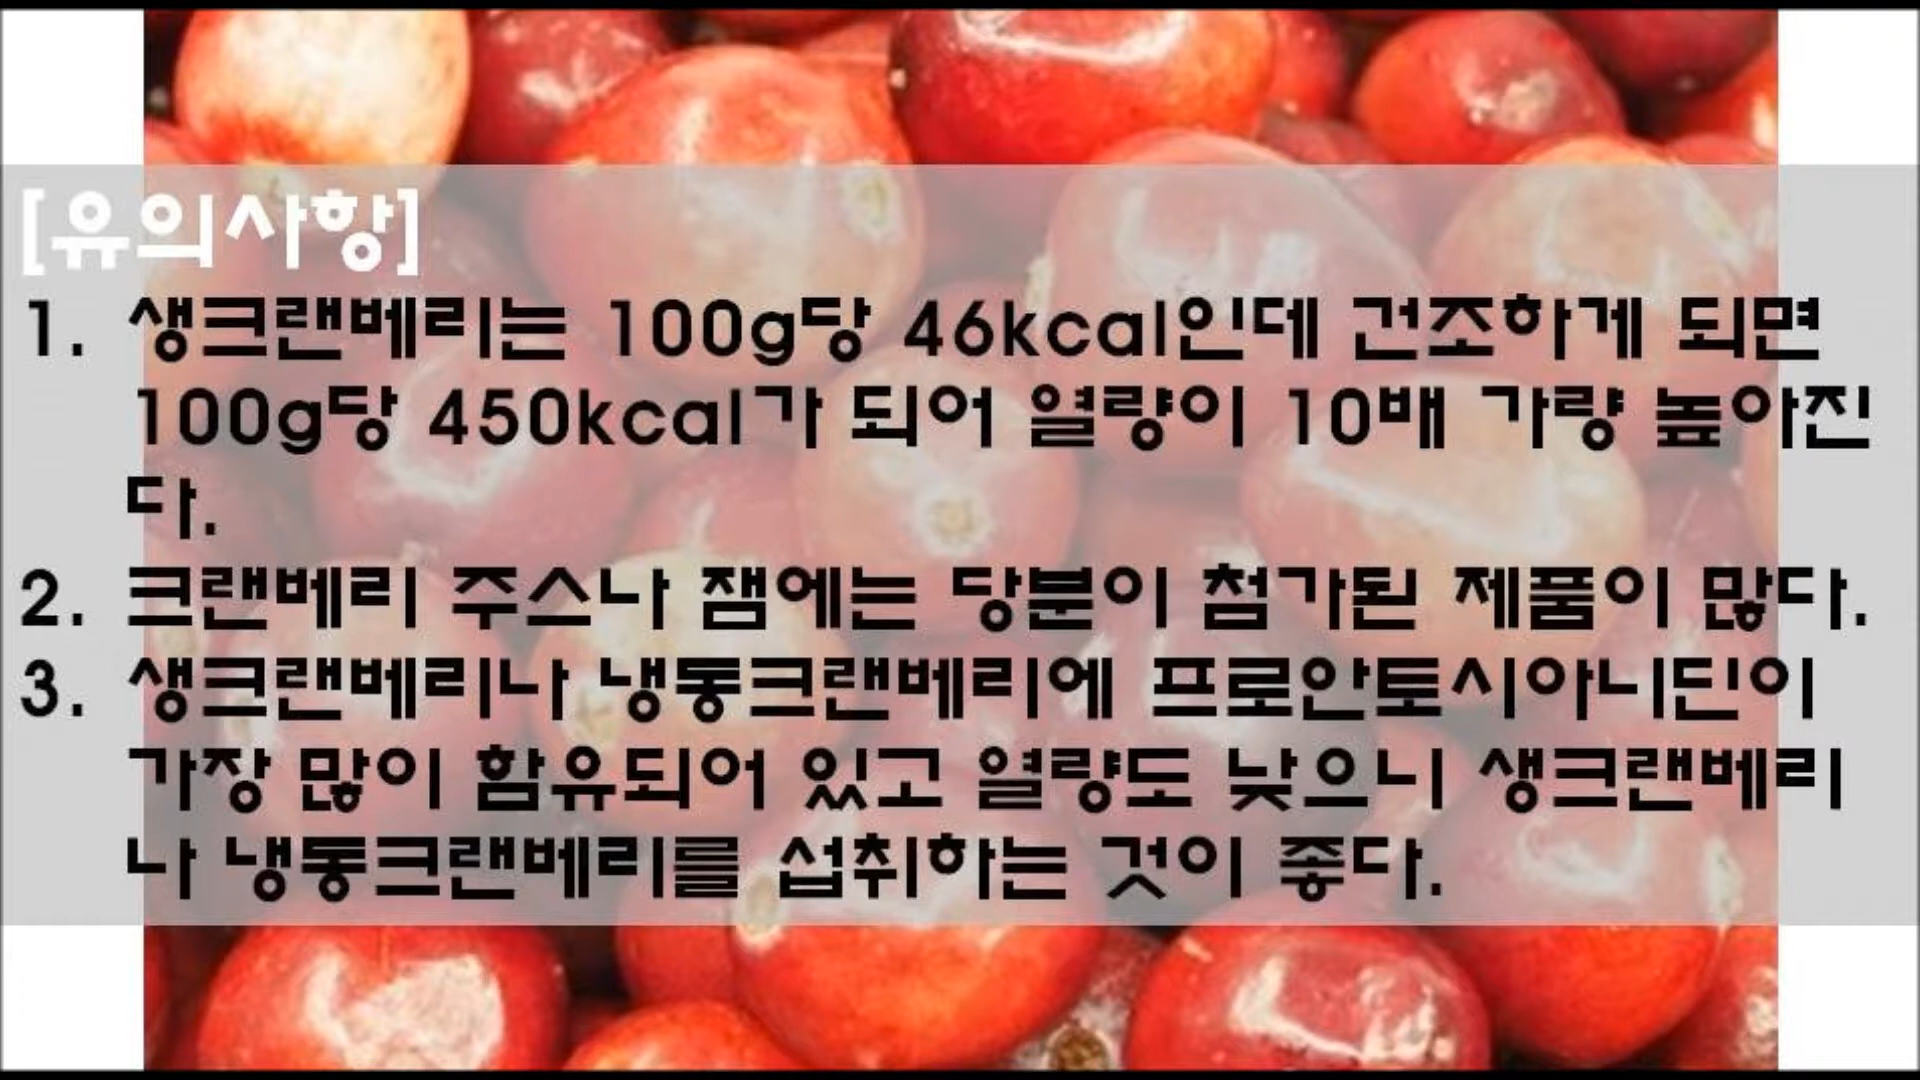 [유의사항]
1. 생크랜베리는 100g당 46kcal인데 건조하게 되면
100g당 450kcal가 되어 열량이 10배 가량 높아진
다.
2. 크랜베리 주스나 잼에는 당분이 첨가된 제품이 많다.
3. 생크랜베리나 냉동크랜베리에 프로안토시아니딘이
가장 많이 함유되어 있고 열량도 낮으니 생크랜베리
나 냉동크랜베리를 섭취하는 것이 좋다.